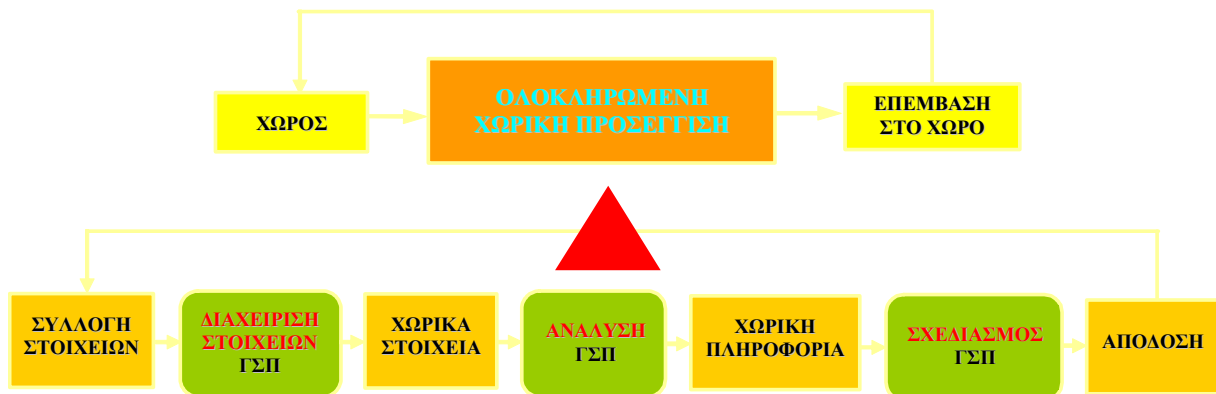 ΟΛΟΚΛΗΡΩΜΕΝΗ
ΧΩΡΙΚΗ ΠΡΟΣΕΓΓΙΣΗ
ΧΩΡΟΣ
ΕΠΕΜΒΑΣΗ
ΣΤΟ ΧΩΡΟ
ΣΥΛΛΟΓΗ
ΣΤΟΙΧΕΙΩΝ
ΔΙΑΧΕΙΡΙΣΗ
ΣΤΟΙΧΕΙΩΝ
ΓΣΠ
ΧΩΡΙΚΑ
ΣΤΟΙΧΕΙΑ
ΑΝΑΛΥΣΗ
ΓΣΠ
ΧΩΡΙΚΗ
ΠΛΗΡΟΦΟΡΙΑ
ΣΧΕΔΙΑΣΜΟΣ
ΓΣΠ
ΑΠΟΔΟΣΗ